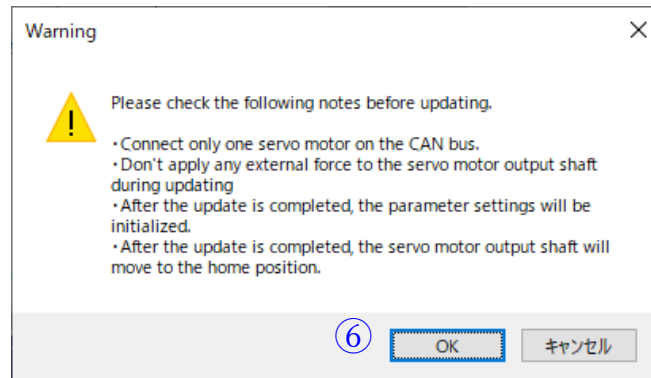 Warning
Please check the following notes before updating.
・Connect only one servo motor on the CAN bus.
・Don't apply any external force to the servo motor output shaft
during updating
・After the update is completed, the parameter settings will be
initialized.
・After the update is completed, the servo motor output shaft will
move to the home position.
⑥ OK キャンセル